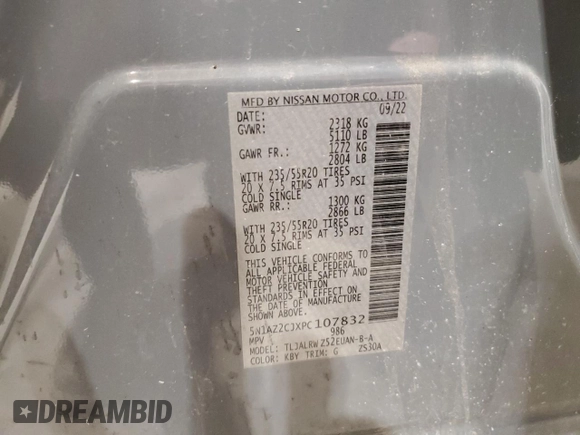 MFD BY NISSAN MOTOR CO., LTD.
DATE: 09/22
GVWR: 2318 KG
5110 LB
GAWR FR.: 1272 KG
2804 LB
WITH 235/55R20 TIRES
20 X 7.5 RIMS AT 35 PSI
COLD SINGLE
GAWR RR.: 1300 KG
2866 LB
WITH 235/55R20 TIRES
20 X 7.5 RIMS AT 35 PSI
COLD SINGLE
THIS VEHICLE CONFORMS TO
ALL APPLICABLE FEDERAL
MOTOR VEHICLE SAFETY AND
THEFT PREVENTION
STANDARDS IN EFFECT ON
THE DATE OF MANUFACTURE
SHOWN ABOVE.
5N1AZ2CJXPC107832
MPV 986
MODEL: TLJALRWZ52EUAN-B-A
COLOR: KBY TRIM: G ZS30A
DREAMBID